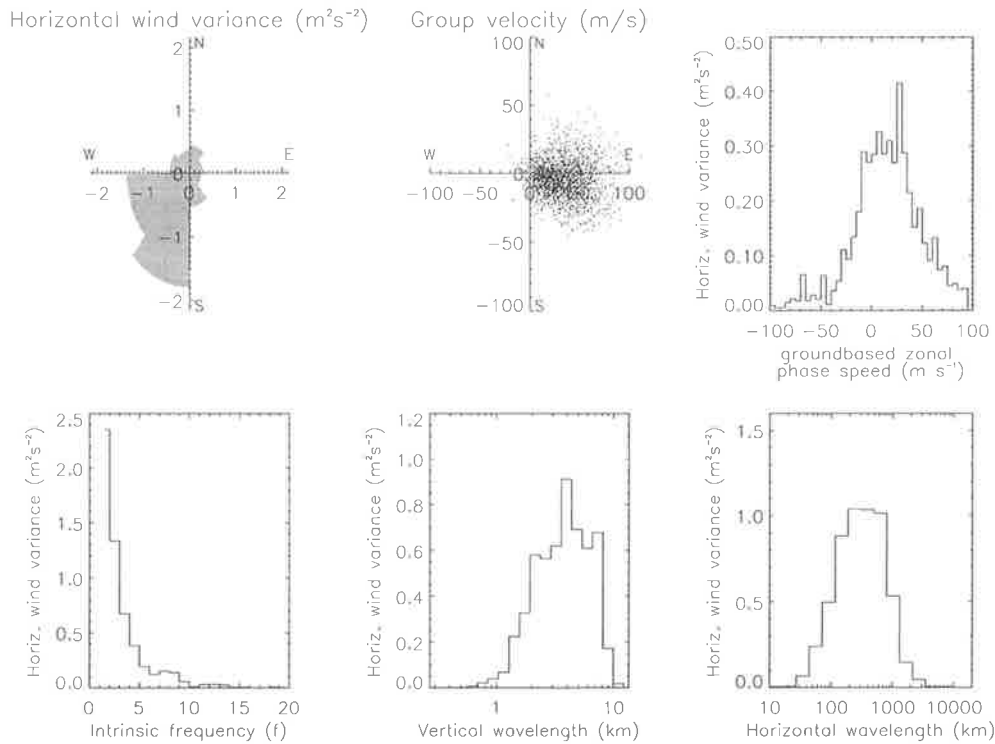 Horizontal wind variance (m²s⁻²)
2
N
1
W
E
0
−2 −1 0 1 2
−1
−2
S
Group velocity (m/s)
100
N
50
W
E
0
−100 −50 0 50 100
−50
−100
S
Horiz. wind variance (m²s⁻²)
0.50
0.40
0.30
0.20
0.10
0.00
−100 −50 0 50 100
groundbased zonal
phase speed (m s⁻¹)
Horiz. wind variance (m²s⁻²)
2.5
2.0
1.5
1.0
0.5
0.0
0 5 10 15 20
Intrinsic frequency (f)
Horiz. wind variance (m²s⁻²)
1.2
1.0
0.8
0.6
0.4
0.2
0.0
1 10
Vertical wavelength (km)
Horiz. wind variance (m²s⁻²)
1.5
1.0
0.5
0.0
10 100 1000 10000
Horizontal wavelength (km)